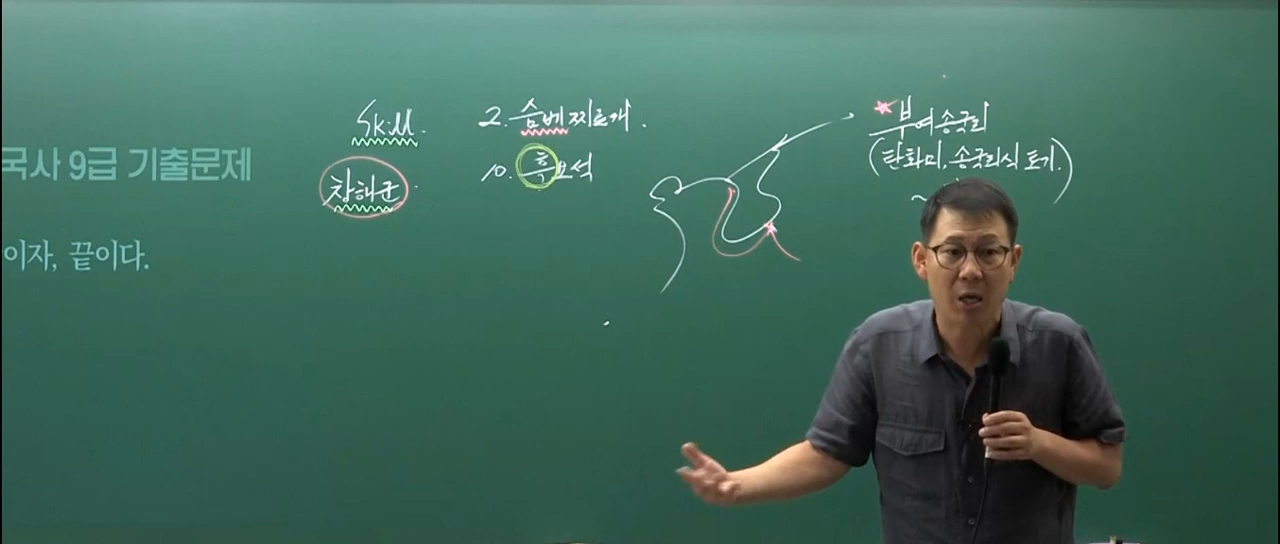 국사 9급 기출문제
이자, 끝이다.
Skill.
창해군
2. 슴베찌르개.
10. 흑요석
부여송국리
(탄화미, 송국리식 토기)